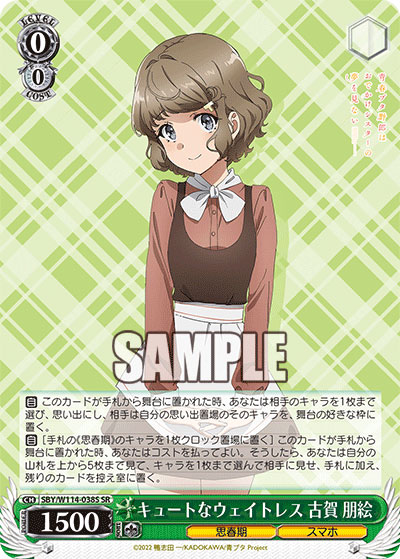 LEVEL
0
0
COST
青春ブタ野郎は
おでかけシスターの
夢を見ない
SAMPLE
【自】 このカードが手札から舞台に置かれた時、あなたは相手のキャラを1枚まで
選び、思い出にし、相手は自分の思い出置場のそのキャラを、舞台の好きな枠に
置く。
【自】 [手札の《思春期》のキャラを1枚クロック置場に置く] このカードが手札から
舞台に置かれた時、あなたはコストを払ってよい。そうしたら、あなたは自分の
山札を上から5枚まで見て、キャラを1枚まで選んで相手に見せ、手札に加え、
残りのカードを控え室に置く。
CH SBY/W114-038S SR
1500
キュートなウェイトレス 古賀 朋絵
思春期 スマホ
©2022 鴨志田 一/KADOKAWA/青ブタ Project